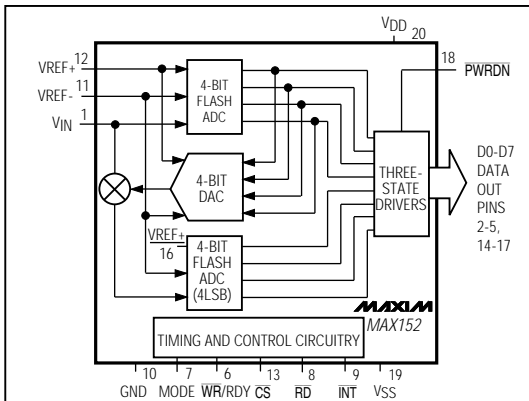 VDD
20
VREF+ 12
VREF- 11
VIN 1
4-BIT
FLASH
ADC
18
PWRDN
4-BIT
DAC
THREE-
STATE
DRIVERS
D0-D7
DATA
OUT
PINS
2-5,
14-17
VREF+
16
4-BIT
FLASH
ADC
(4LSB)
MAXIM
MAX152
TIMING AND CONTROL CIRCUITRY
10 7 6 13 8 9 19
GND MODE WR/RDY CS RD INT VSS